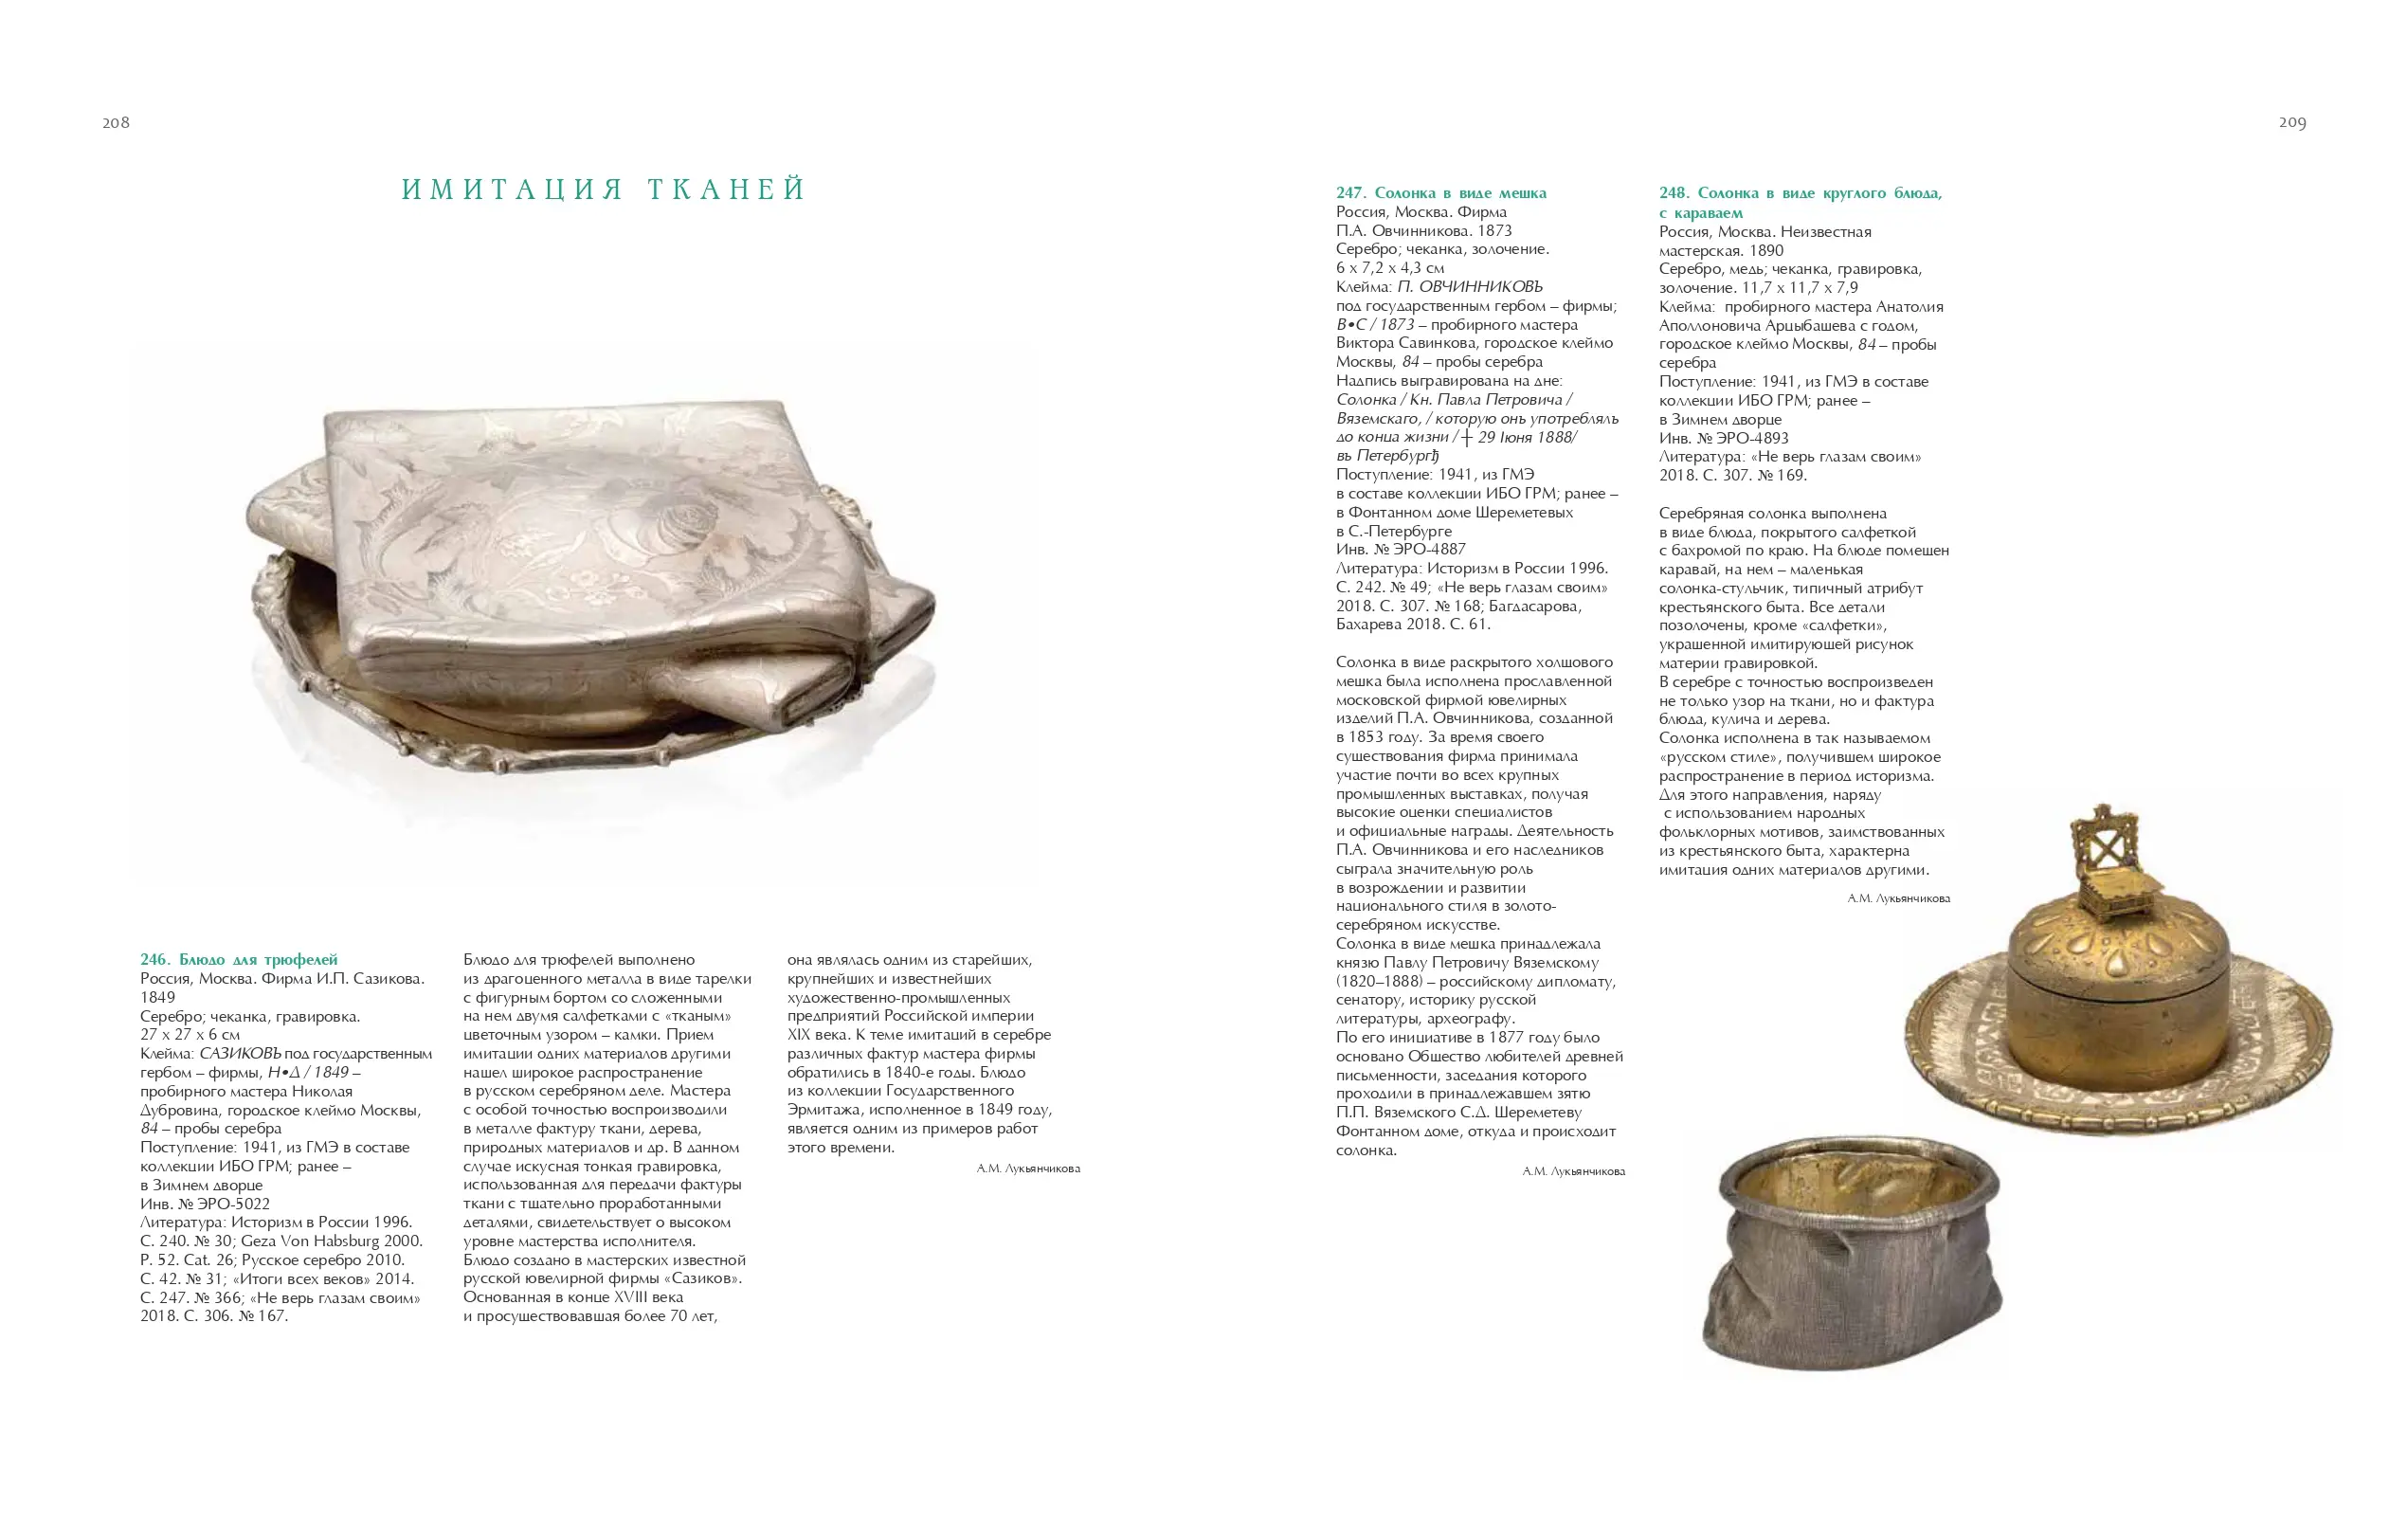 208
ИМИТАЦИЯ ТКАНЕЙ
246. Блюдо для трюфелей
Россия, Москва. Фирма И.П. Сазикова.
1849
Серебро; чеканка, гравировка.
27 х 27 х 6 см
Клейма: САЗИКОВЪ под государственным
гербом – фирмы, Н•Д / 1849 –
пробирного мастера Николая
Дубровина, городское клеймо Москвы,
84 – пробы серебра
Поступление: 1941, из ГМЭ в составе
коллекции ИБО ГРМ; ранее –
в Зимнем дворце
Инв. № ЭРО-5022
Литература: Историзм в России 1996.
С. 240. № 30; Geza Von Habsburg 2000.
P. 52. Cat. 26; Русское серебро 2010.
С. 42. № 31; «Итоги всех веков» 2014.
С. 247. № 366; «Не верь глазам своим»
2018. С. 306. № 167.
Блюдо для трюфелей выполнено
из драгоценного металла в виде тарелки
с фигурным бортом со сложенными
на нем двумя салфетками с «тканым»
цветочным узором – камки. Прием
имитации одних материалов другими
нашел широкое распространение
в русском серебряном деле. Мастера
с особой точностью воспроизводили
в металле фактуру ткани, дерева,
природных материалов и др. В данном
случае искусная тонкая гравировка,
использованная для передачи фактуры
ткани с тщательно проработанными
деталями, свидетельствует о высоком
уровне мастерства исполнителя.
Блюдо создано в мастерских известной
русской ювелирной фирмы «Сазиков».
Основанная в конце XVIII века
и просуществовавшая более 70 лет,
она являлась одним из старейших,
крупнейших и известнейших
художественно-промышленных
предприятий Российской империи
XIX века. К теме имитаций в серебре
различных фактур мастера фирмы
обратились в 1840-е годы. Блюдо
из коллекции Государственного
Эрмитажа, исполненное в 1849 году,
является одним из примеров работ
этого времени.
А.М. Лукьянчикова
209
247. Солонка в виде мешка
Россия, Москва. Фирма
П.А. Овчинникова. 1873
Серебро; чеканка, золочение.
6 х 7,2 х 4,3 см
Клейма: П. ОВЧИННИКОВЪ
под государственным гербом – фирмы;
В•С / 1873 – пробирного мастера
Виктора Савинкова, городское клеймо
Москвы, 84 – пробы серебра
Надпись выгравирована на дне:
Солонка / Кн. Павла Петровича /
Вяземскаго, / которую онь употребляль
до конца жизни / ┼ 29 Iюня 1888/
вь Петербургђ
Поступление: 1941, из ГМЭ
в составе коллекции ИБО ГРМ; ранее –
в Фонтанном доме Шереметевых
в С.-Петербурге
Инв. № ЭРО-4887
Литература: Историзм в России 1996.
С. 242. № 49; «Не верь глазам своим»
2018. С. 307. № 168; Багдасарова,
Бахарева 2018. С. 61.
Солонка в виде раскрытого холщового
мешка была исполнена прославленной
московской фирмой ювелирных
изделий П.А. Овчинникова, созданной
в 1853 году. За время своего
существования фирма принимала
участие почти во всех крупных
промышленных выставках, получая
высокие оценки специалистов
и официальные награды. Деятельность
П.А. Овчинникова и его наследников
сыграла значительную роль
в возрождении и развитии
национального стиля в золото-
серебряном искусстве.
Солонка в виде мешка принадлежала
князю Павлу Петровичу Вяземскому
(1820–1888) – российскому дипломату,
сенатору, историку русской
литературы, археографу.
По его инициативе в 1877 году было
основано Общество любителей древней
письменности, заседания которого
проходили в принадлежавшем зятю
П.П. Вяземского С.Д. Шереметеву
Фонтанном доме, откуда и происходит
солонка.
А.М. Лукьянчикова
248. Солонка в виде круглого блюда,
с караваем
Россия, Москва. Неизвестная
мастерская. 1890
Серебро, медь; чеканка, гравировка,
золочение. 11,7 х 11,7 х 7,9
Клейма: пробирного мастера Анатолия
Аполлоновича Арцыбашева с годом,
городское клеймо Москвы, 84 – пробы
серебра
Поступление: 1941, из ГМЭ в составе
коллекции ИБО ГРМ; ранее –
в Зимнем дворце
Инв. № ЭРО-4893
Литература: «Не верь глазам своим»
2018. С. 307. № 169.
Серебряная солонка выполнена
в виде блюда, покрытого салфеткой
с бахромой по краю. На блюде помещен
каравай, на нем – маленькая
солонка-стульчик, типичный атрибут
крестьянского быта. Все детали
позолочены, кроме «салфетки»,
украшенной имитирующей рисунок
материи гравировкой.
В серебре с точностью воспроизведен
не только узор на ткани, но и фактура
блюда, кулича и дерева.
Солонка исполнена в так называемом
«русском стиле», получившем широкое
распространение в период историзма.
Для этого направления, наряду
с использованием народных
фольклорных мотивов, заимствованных
из крестьянского быта, характерна
имитация одних материалов другими.
А.М. Лукьянчикова